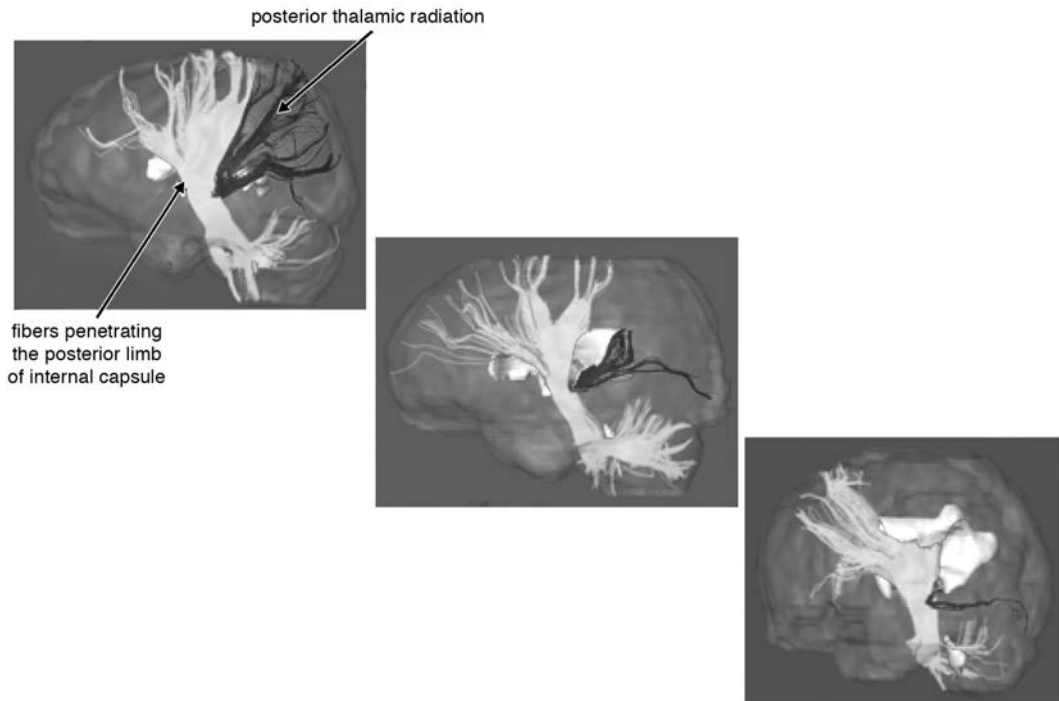 posterior thalamic radiation
fibers penetrating
the posterior limb
of internal capsule